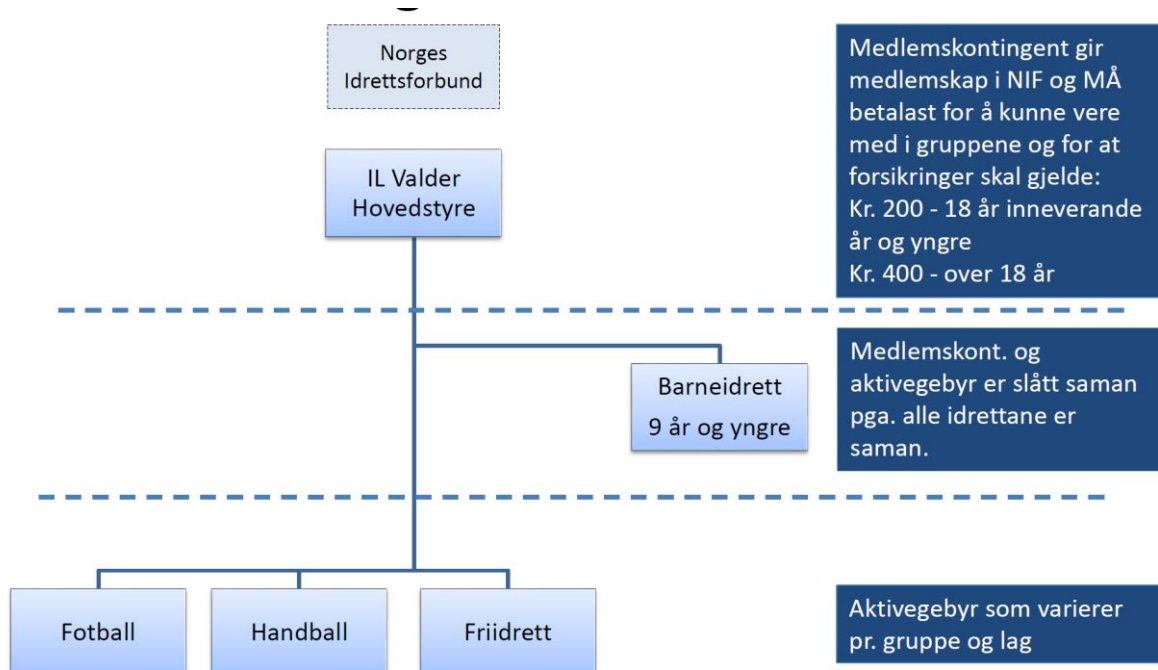 Norges
Idrettsforbund
IL Valder
Hovedstyre
Medlemskontingent gir
medlemskap i NIF og MÅ
betalast for å kunne vere
med i gruppene og for at
forsikringer skal gjelde:
Kr. 200 - 18 år inneverande
år og yngre
Kr. 400 - over 18 år
Barneidrett
9 år og yngre
Medlemskont. og
aktivegebyr er slått saman
pga. alle idrettane er
saman.
Fotball
Handball
Friidrett
Aktivegebyr som varierer
pr. gruppe og lag